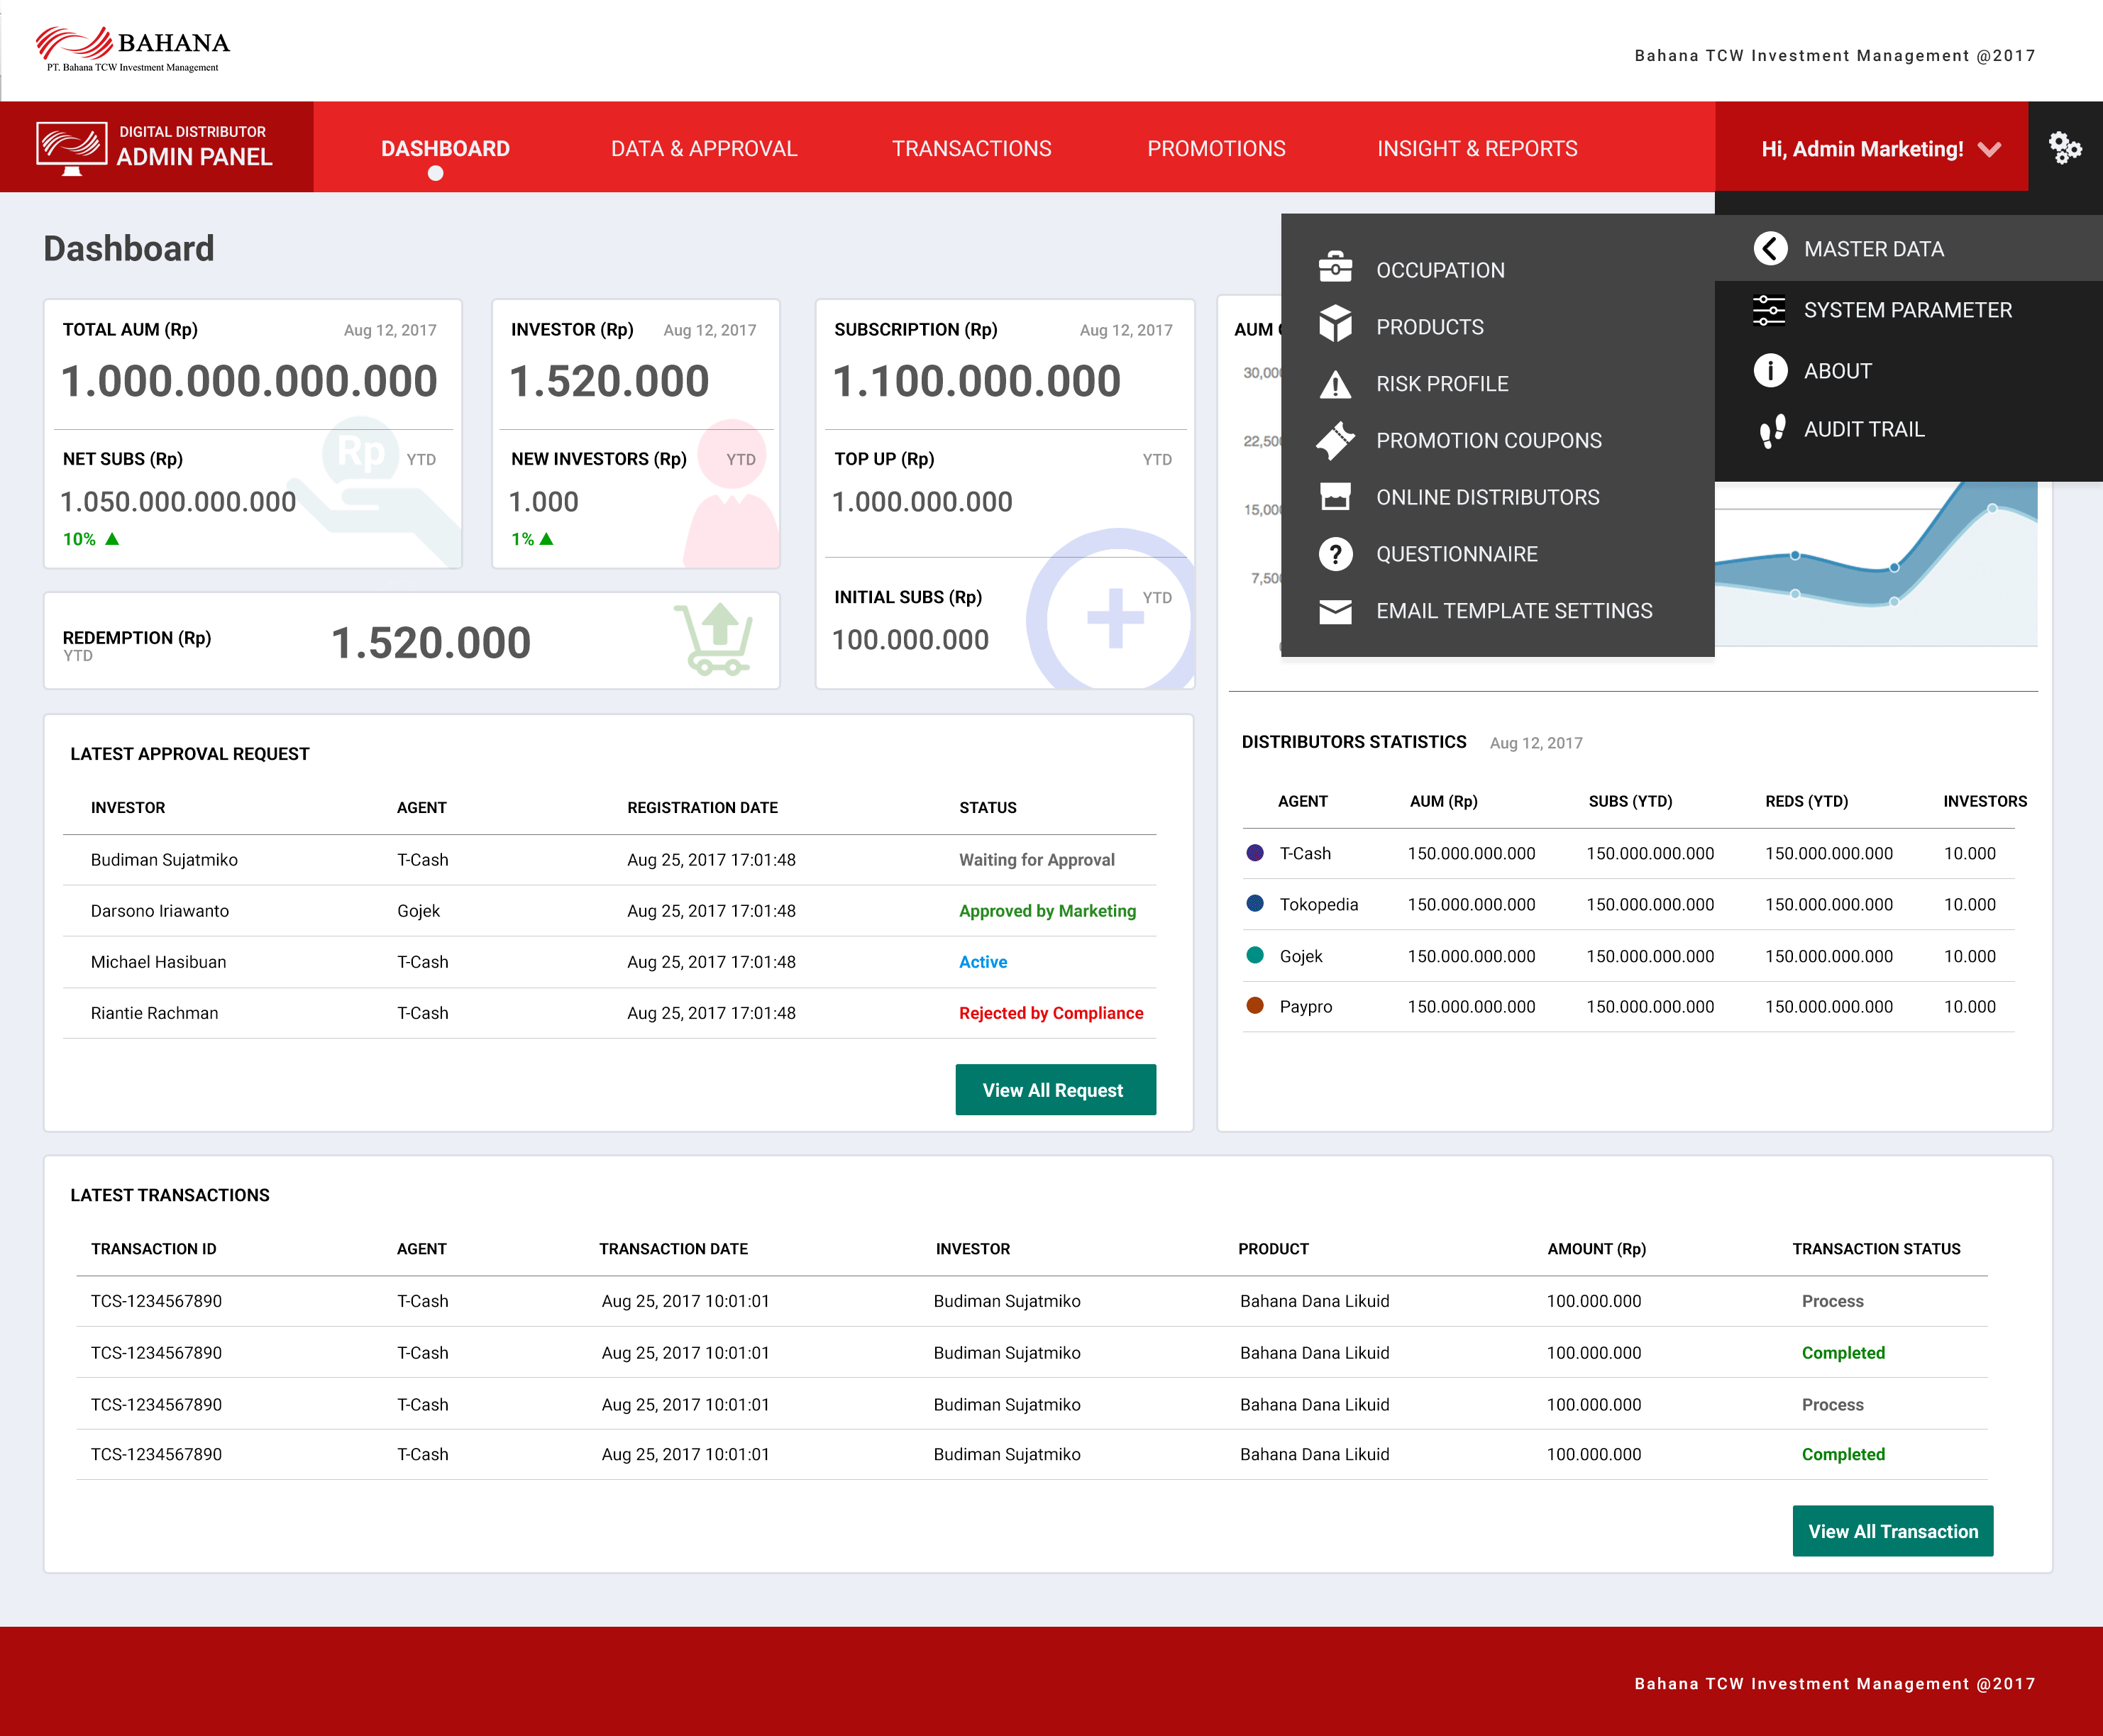 BAHANA
PT. Bahana TCW Investment Management
Bahana TCW Investment Management @2017
DIGITAL DISTRIBUTOR
ADMIN PANEL
DASHBOARD
DATA & APPROVAL
TRANSACTIONS
PROMOTIONS
INSIGHT & REPORTS
Hi, Admin Marketing!
Dashboard
MASTER DATA
SYSTEM PARAMETER
ABOUT
AUDIT TRAIL
OCCUPATION
PRODUCTS
RISK PROFILE
PROMOTION COUPONS
ONLINE DISTRIBUTORS
QUESTIONNAIRE
EMAIL TEMPLATE SETTINGS
TOTAL AUM (Rp) Aug 12, 2017
1.000.000.000.000
NET SUBS (Rp) Rp YTD
1.050.000.000.000
10%
INVESTOR (Rp) Aug 12, 2017
1.520.000
NEW INVESTORS (Rp) YTD
1.000
1%
SUBSCRIPTION (Rp) Aug 12, 2017
1.100.000.000
TOP UP (Rp) YTD
1.000.000.000
INITIAL SUBS (Rp) YTD
100.000.000
REDEMPTION (Rp)
YTD
1.520.000
AUM
30,00
22,50
15,00
7,50
LATEST APPROVAL REQUEST
INVESTOR AGENT REGISTRATION DATE STATUS
Budiman Sujatmiko T-Cash Aug 25, 2017 17:01:48 Waiting for Approval
Darsono Iriawanto Gojek Aug 25, 2017 17:01:48 Approved by Marketing
Michael Hasibuan T-Cash Aug 25, 2017 17:01:48 Active
Riantie Rachman T-Cash Aug 25, 2017 17:01:48 Rejected by Compliance
View All Request
DISTRIBUTORS STATISTICS Aug 12, 2017
AGENT AUM (Rp) SUBS (YTD) REDS (YTD) INVESTORS
T-Cash 150.000.000.000 150.000.000.000 150.000.000.000 10.000
Tokopedia 150.000.000.000 150.000.000.000 150.000.000.000 10.000
Gojek 150.000.000.000 150.000.000.000 150.000.000.000 10.000
Paypro 150.000.000.000 150.000.000.000 150.000.000.000 10.000
LATEST TRANSACTIONS
TRANSACTION ID AGENT TRANSACTION DATE INVESTOR PRODUCT AMOUNT (Rp) TRANSACTION STATUS
TCS-1234567890 T-Cash Aug 25, 2017 10:01:01 Budiman Sujatmiko Bahana Dana Likuid 100.000.000 Process
TCS-1234567890 T-Cash Aug 25, 2017 10:01:01 Budiman Sujatmiko Bahana Dana Likuid 100.000.000 Completed
TCS-1234567890 T-Cash Aug 25, 2017 10:01:01 Budiman Sujatmiko Bahana Dana Likuid 100.000.000 Process
TCS-1234567890 T-Cash Aug 25, 2017 10:01:01 Budiman Sujatmiko Bahana Dana Likuid 100.000.000 Completed
View All Transaction
Bahana TCW Investment Management @2017